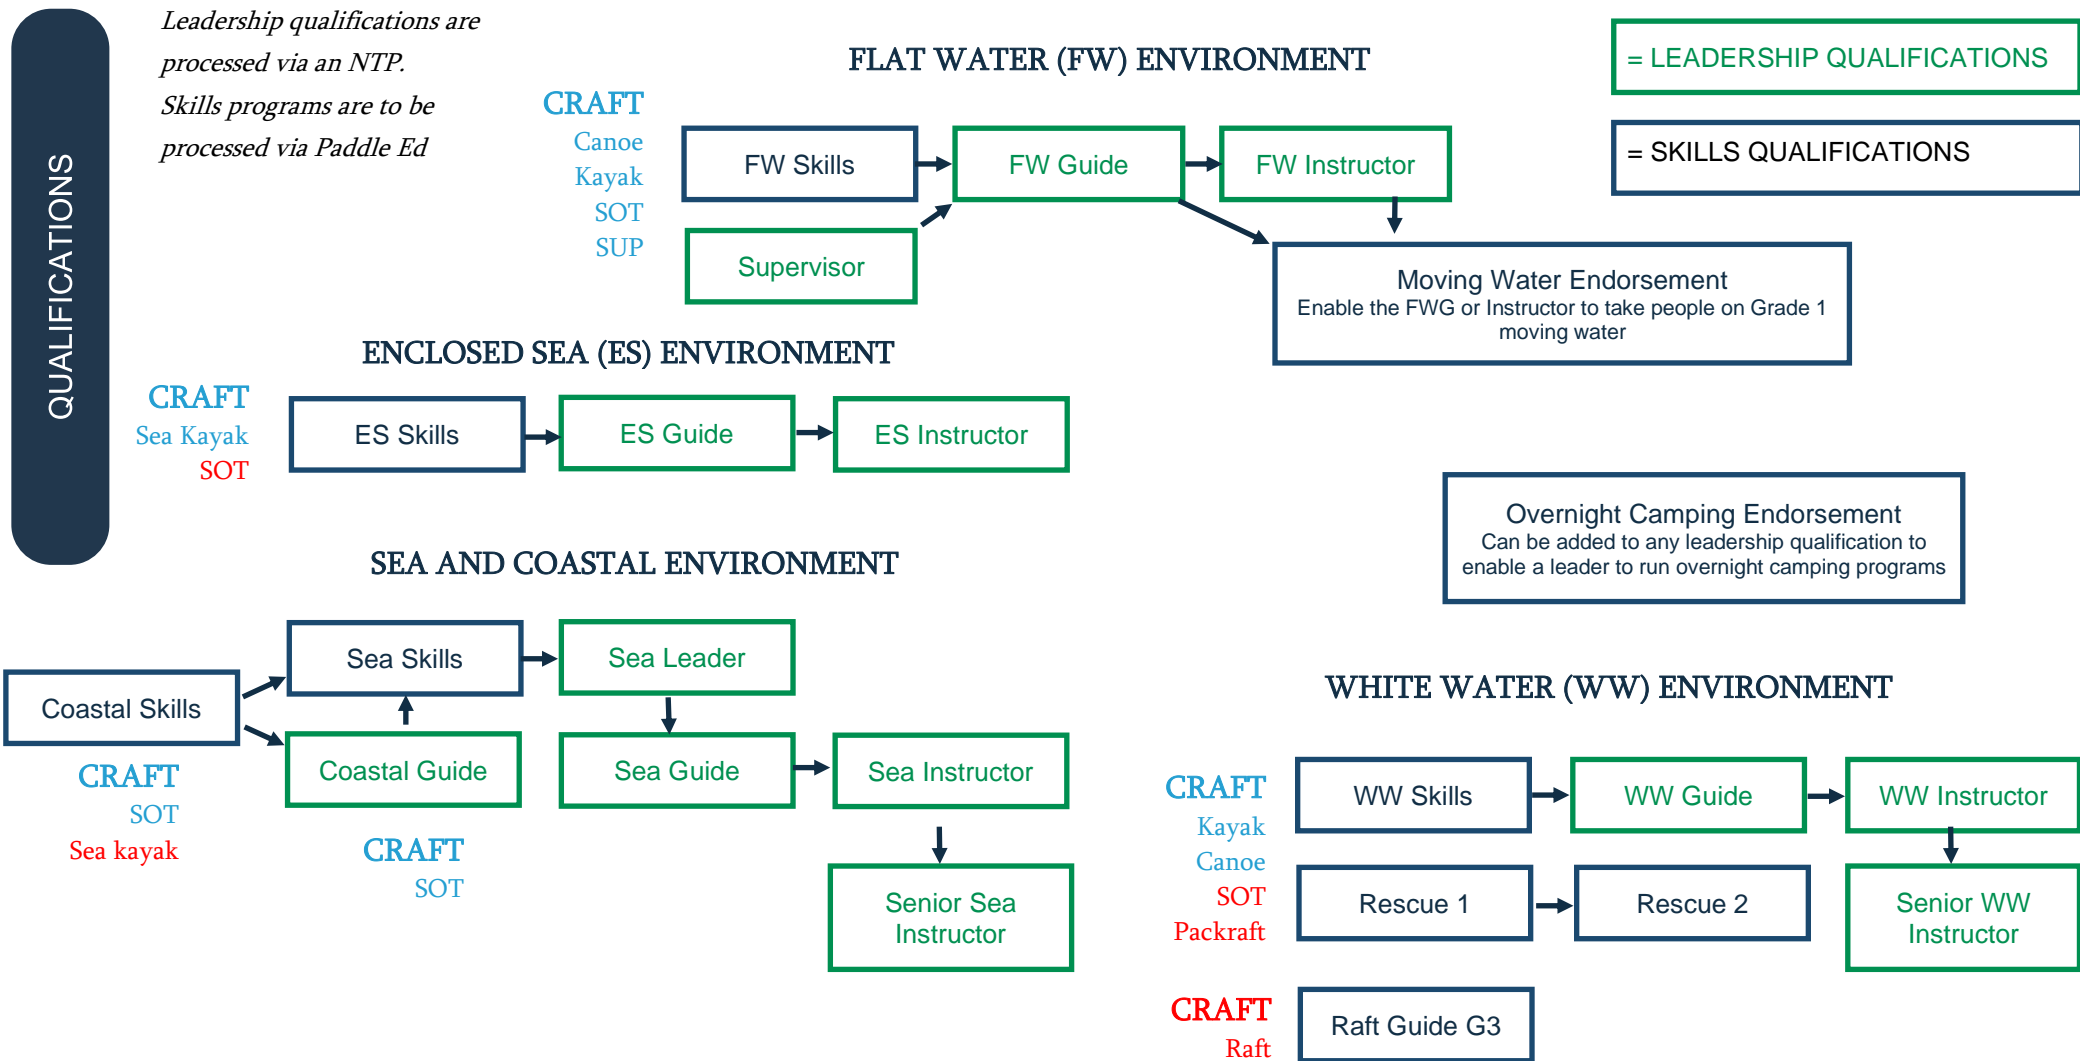 QUALIFICATIONS
Leadership qualifications are
processed via an NTP.
Skills programs are to be
processed via Paddle Ed
FLAT WATER (FW) ENVIRONMENT
= LEADERSHIP QUALIFICATIONS
= SKILLS QUALIFICATIONS
CRAFT
Canoe
Kayak
SOT
SUP
FW Skills
FW Guide
FW Instructor
Supervisor
Moving Water Endorsement
Enable the FWG or Instructor to take people on Grade 1
moving water
ENCLOSED SEA (ES) ENVIRONMENT
CRAFT
Sea Kayak
SOT
ES Skills
ES Guide
ES Instructor
Overnight Camping Endorsement
Can be added to any leadership qualification to
enable a leader to run overnight camping programs
SEA AND COASTAL ENVIRONMENT
Coastal Skills
Sea Skills
Sea Leader
Coastal Guide
Sea Guide
Sea Instructor
CRAFT
SOT
Sea kayak
CRAFT
SOT
Senior Sea
Instructor
WHITE WATER (WW) ENVIRONMENT
CRAFT
Kayak
Canoe
SOT
Packraft
WW Skills
WW Guide
WW Instructor
Rescue 1
Rescue 2
Senior WW
Instructor
CRAFT
Raft
Raft Guide G3